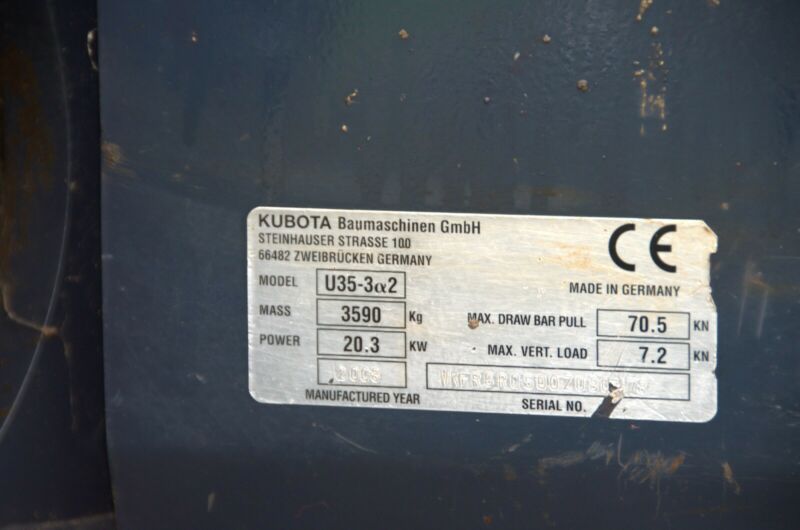 KUBOTA Baumaschinen GmbH
STEINHAUSER STRASSE 100
66482 ZWEIBRÜCKEN GERMANY
CE
MADE IN GERMANY
MODEL U35-3α2
MASS 3590 Kg
MAX. DRAW BAR PULL 70.5 KN
POWER 20.3 KW
MAX. VERT. LOAD 7.2 KN
MANUFACTURED YEAR
SERIAL NO.